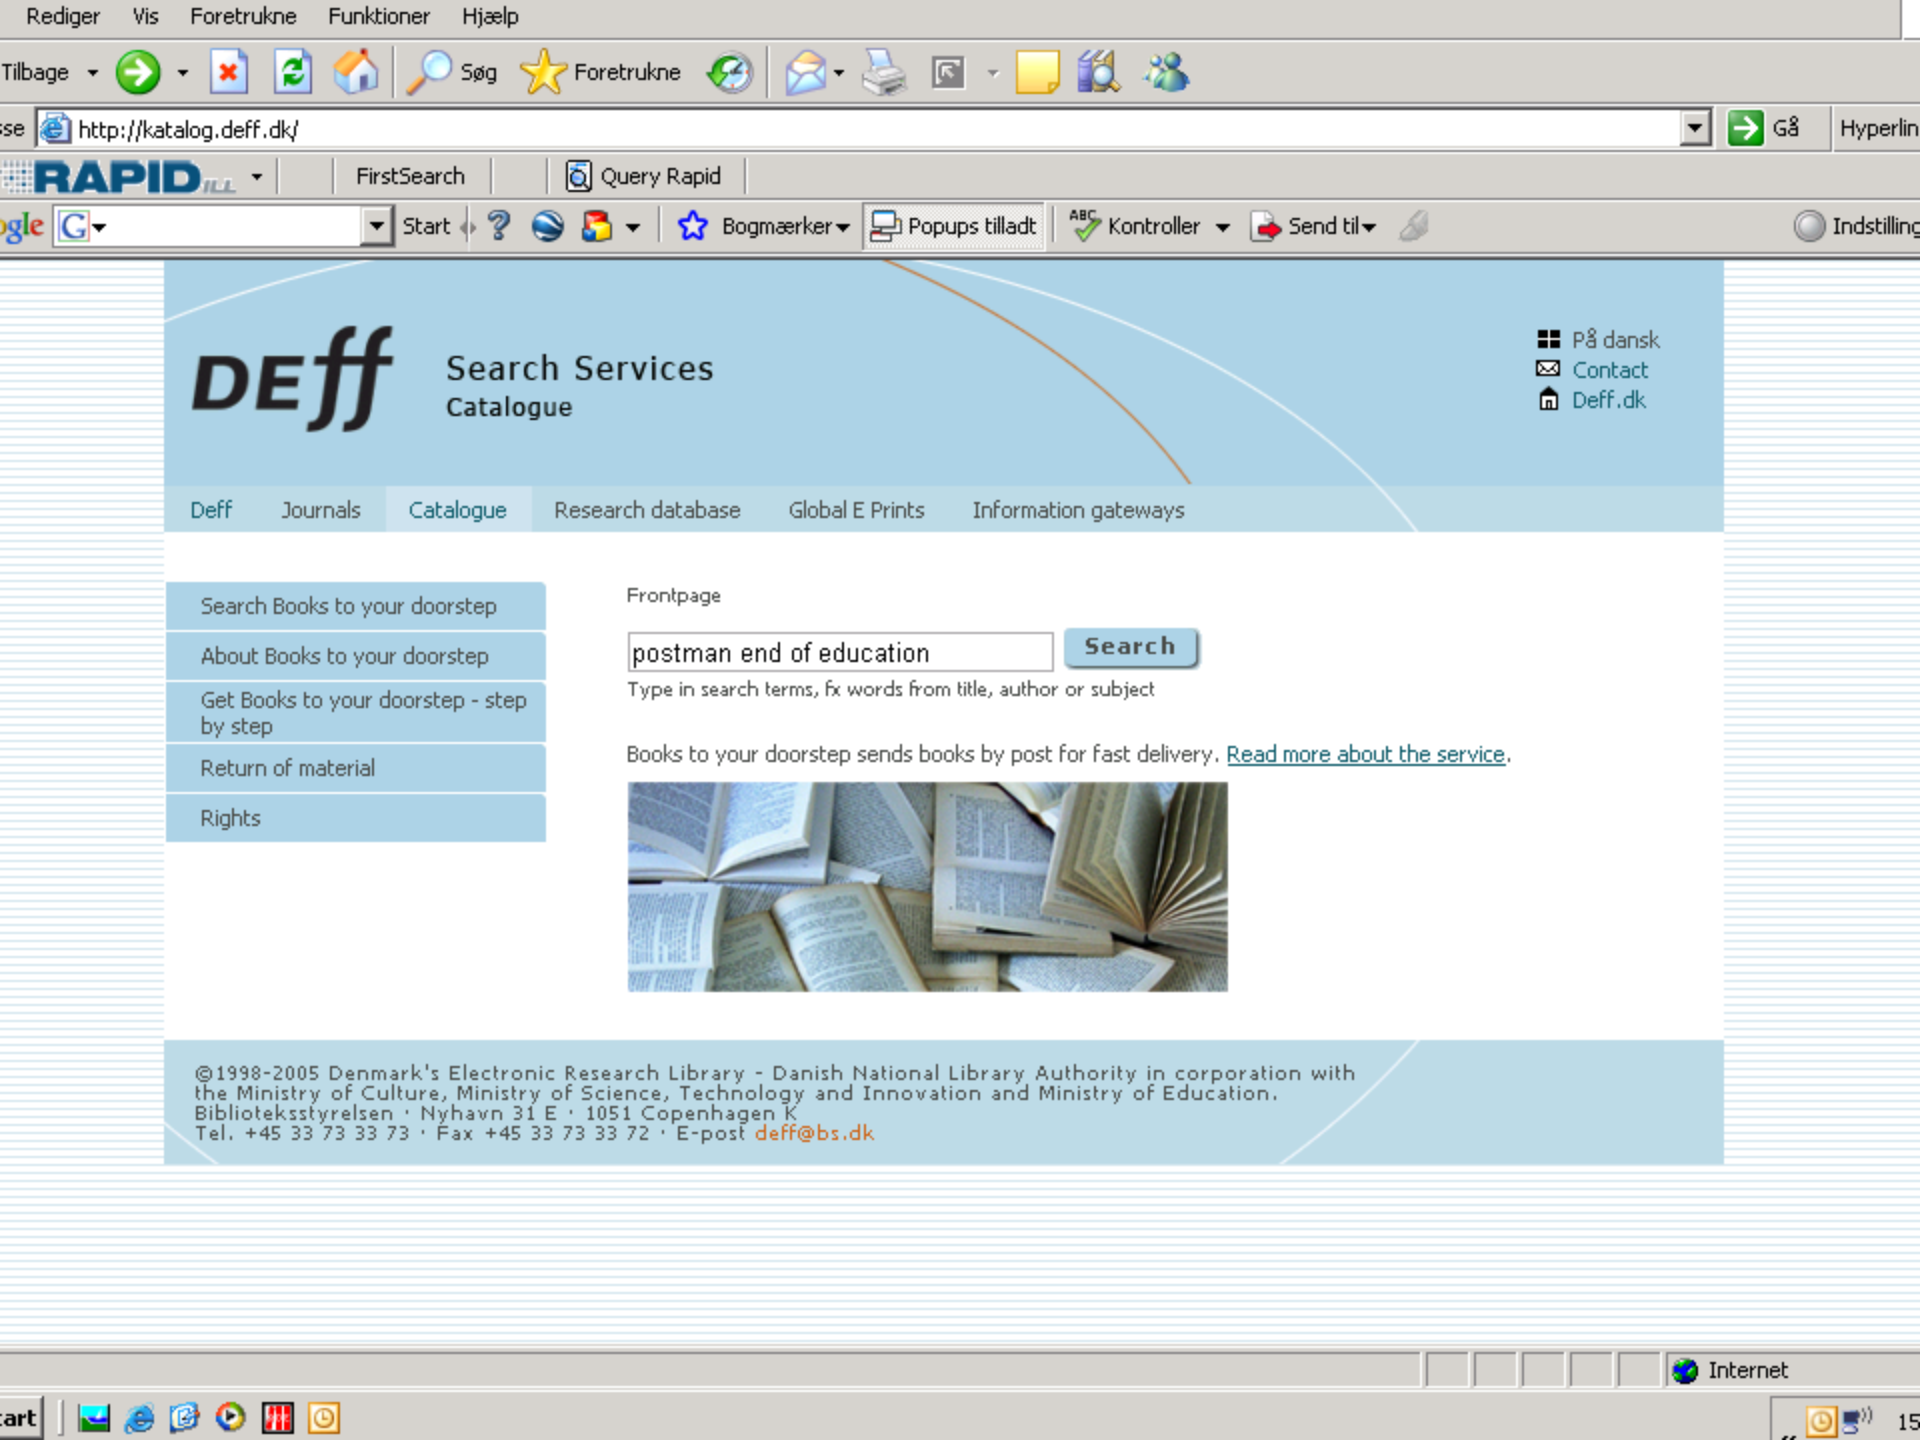 Rediger Vis Foretrukne Funktioner Hjælp
Tilbage Søg Foretrukne
http://katalog.deff.dk/ Gå
RAPID ILL FirstSearch Query Rapid
G Start Bogmærker Popups tilladt ABC Kontroller Send til
DEff
Search Services
Catalogue
På dansk
Contact
Deff.dk
Deff Journals Catalogue Research database Global E Prints Information gateways
Search Books to your doorstep
About Books to your doorstep
Get Books to your doorstep - step
by step
Return of material
Rights
Frontpage
postman end of education Search
Type in search terms, fx words from title, author or subject
Books to your doorstep sends books by post for fast delivery. Read more about the service.
©1998-2005 Denmark's Electronic Research Library - Danish National Library Authority in corporation with
the Ministry of Culture, Ministry of Science, Technology and Innovation and Ministry of Education.
Biblioteksstyrelsen · Nyhavn 31 E · 1051 Copenhagen K
Tel. +45 33 73 33 73 · Fax +45 33 73 33 72 · E-post deff@bs.dk
Internet
15